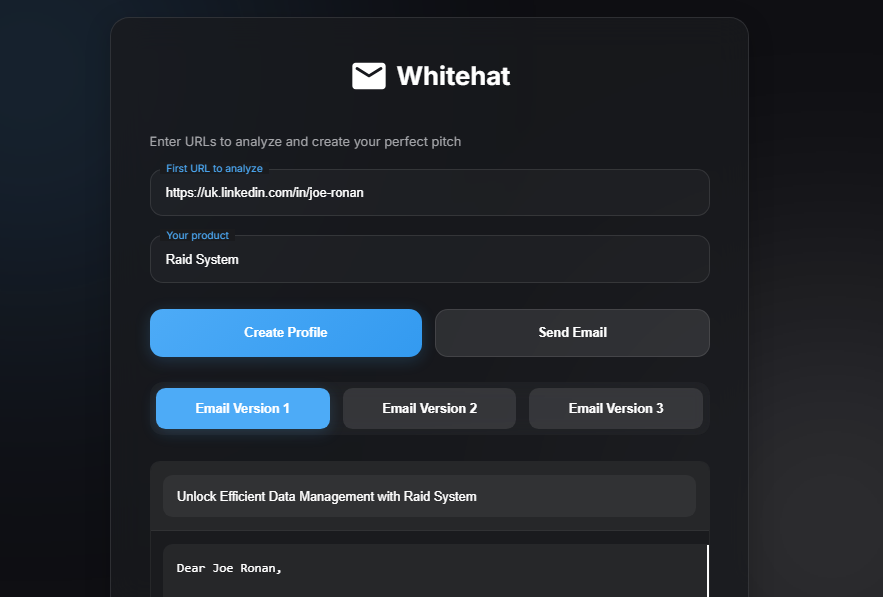 Whitehat
Enter URLs to analyze and create your perfect pitch
First URL to analyze
https://uk.linkedin.com/in/joe-ronan
Your product
Raid System
Create Profile
Send Email
Email Version 1
Email Version 2
Email Version 3
Unlock Efficient Data Management with Raid System
Dear Joe Ronan,